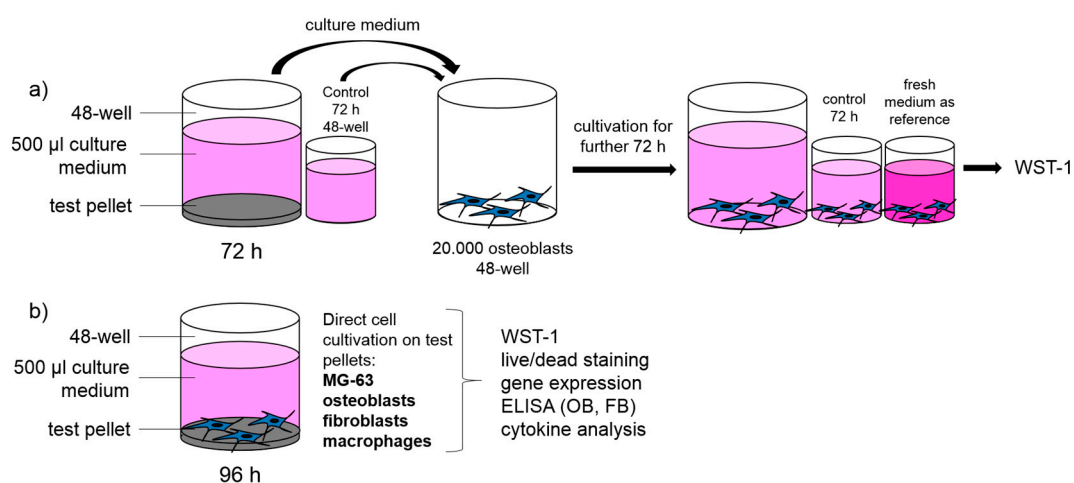 culture medium
a)
48-well
500 µl culture
medium
test pellet
72 h
Control
72 h
48-well
20.000 osteoblasts
48-well
cultivation for
further 72 h
control
72 h
fresh
medium as
reference
WST-1
b)
48-well
500 µl culture
medium
test pellet
96 h
Direct cell
cultivation on test
pellets:
MG-63
osteoblasts
fibroblasts
macrophages
WST-1
live/dead staining
gene expression
ELISA (OB, FB)
cytokine analysis